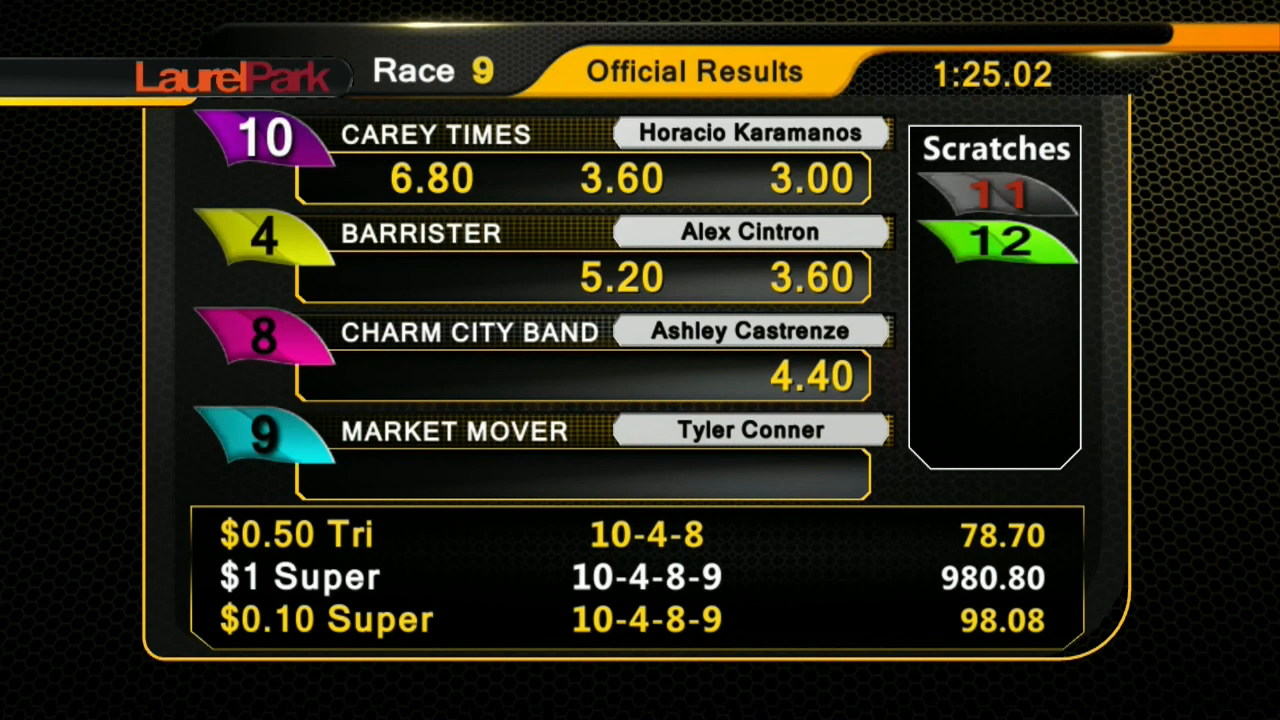 LaurelPark Race 9 Official Results 1:25.02
10 CAREY TIMES Horacio Karamanos
6.80 3.60 3.00
4 BARRISTER Alex Cintron
5.20 3.60
8 CHARM CITY BAND Ashley Castrenze
4.40
9 MARKET MOVER Tyler Conner
Scratches
11
12
$0.50 Tri 10-4-8 78.70
$1 Super 10-4-8-9 980.80
$0.10 Super 10-4-8-9 98.08